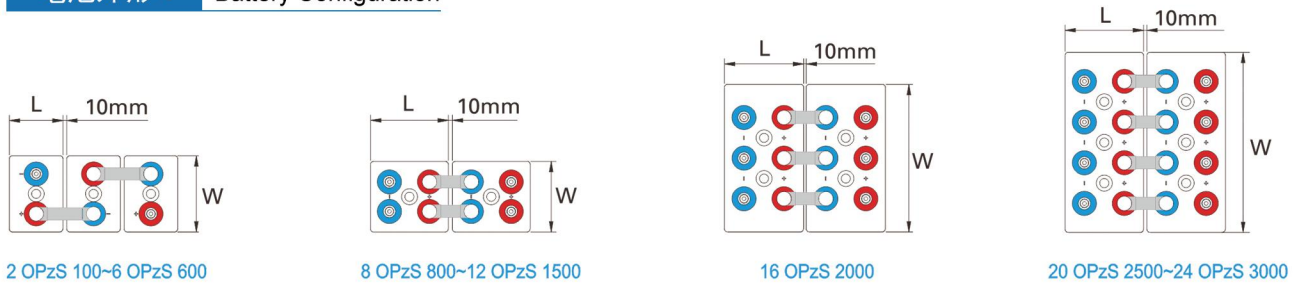 Battery Configuration
L 10mm
W
2 OPzS 100~6 OPzS 600
L 10mm
W
8 OPzS 800~12 OPzS 1500
L 10mm
W
16 OPzS 2000
L 10mm
W
20 OPzS 2500~24 OPzS 3000